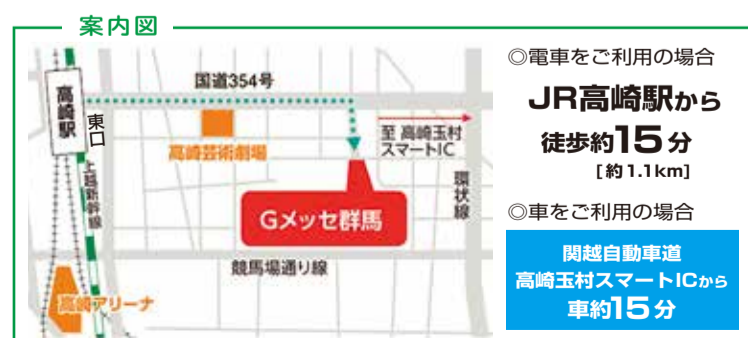 案内図
国道354号
高崎駅
東口
上越新幹線
高崎芸術劇場
至 高崎玉村
スマートIC
Gメッセ群馬
環状線
競馬場通り線
高崎アリーナ
◎電車をご利用の場合
JR高崎駅から
徒歩約15分
[約1.1km]
◎車をご利用の場合
関越自動車道
高崎玉村スマートICから
車約15分